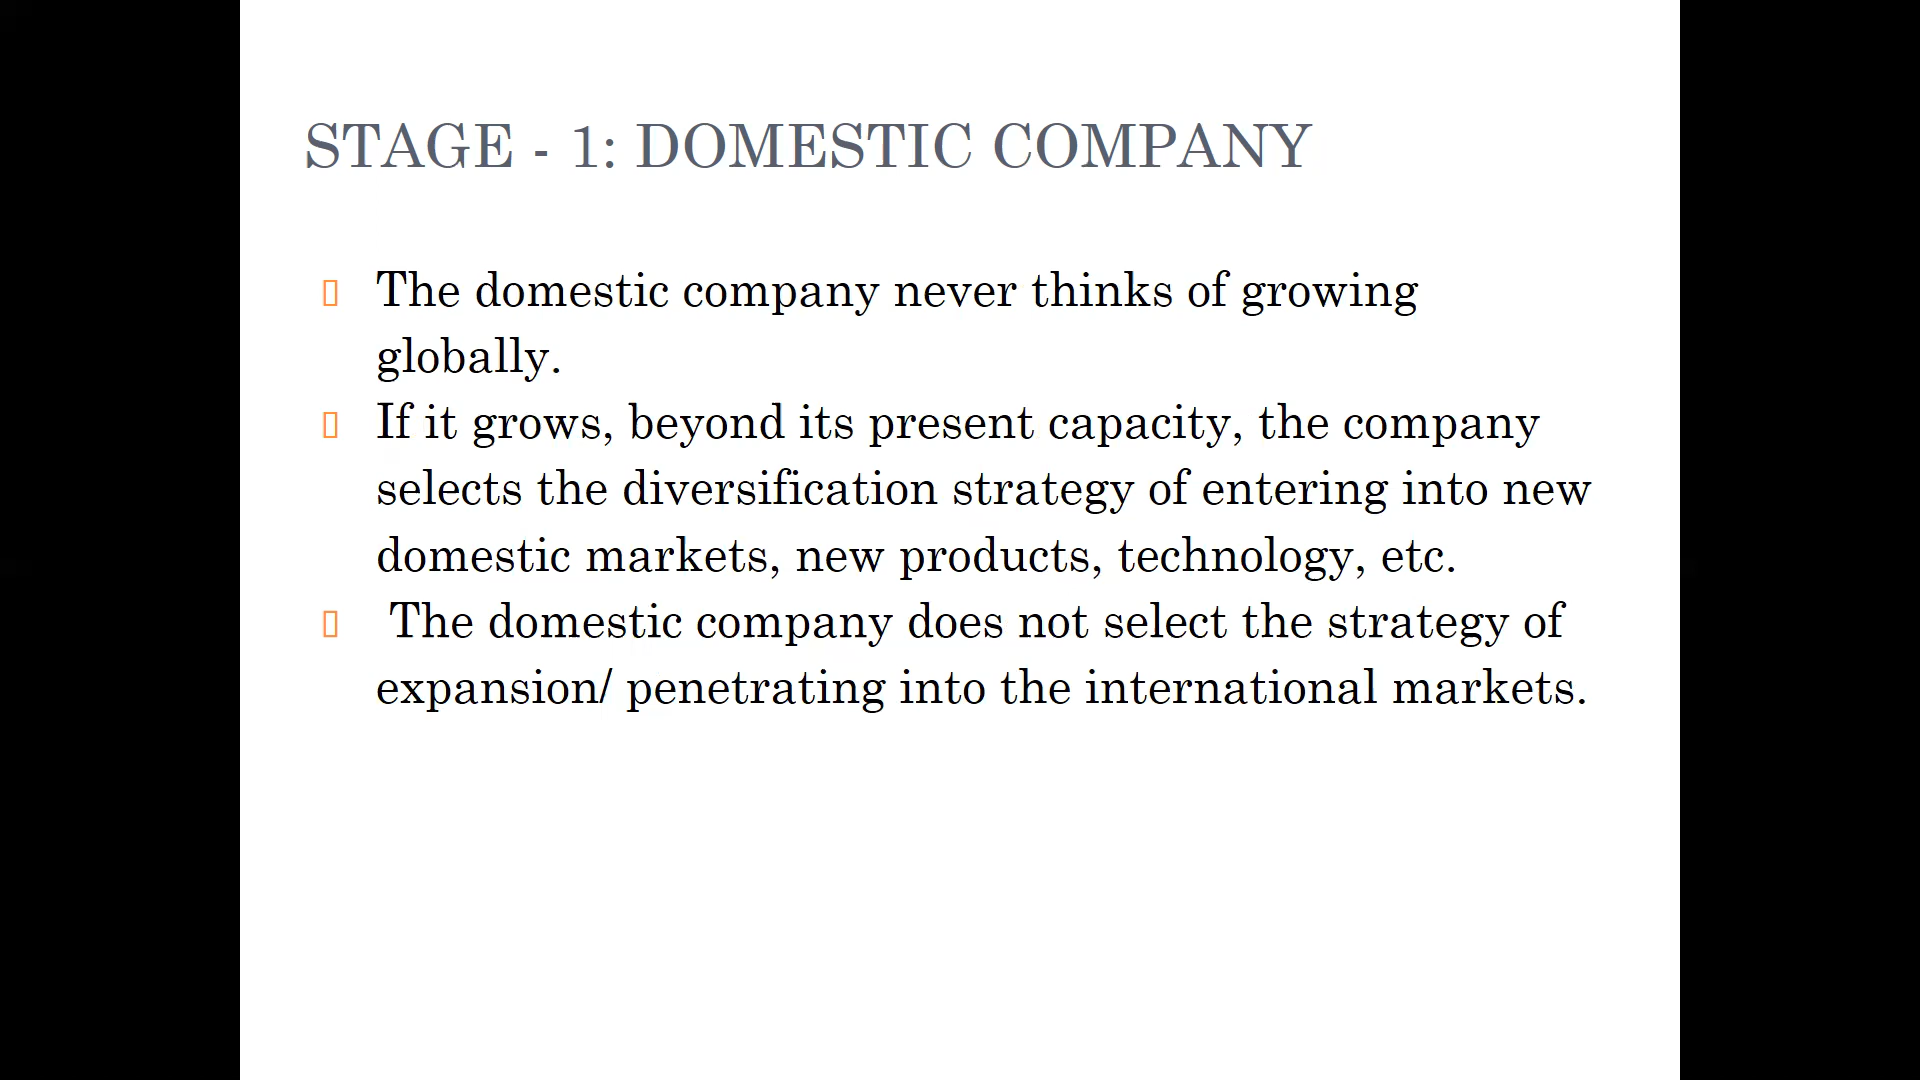 STAGE - 1: DOMESTIC COMPANY
The domestic company never thinks of growing
globally.
If it grows, beyond its present capacity, the company
selects the diversification strategy of entering into new
domestic markets, new products, technology, etc.
The domestic company does not select the strategy of
expansion/ penetrating into the international markets.